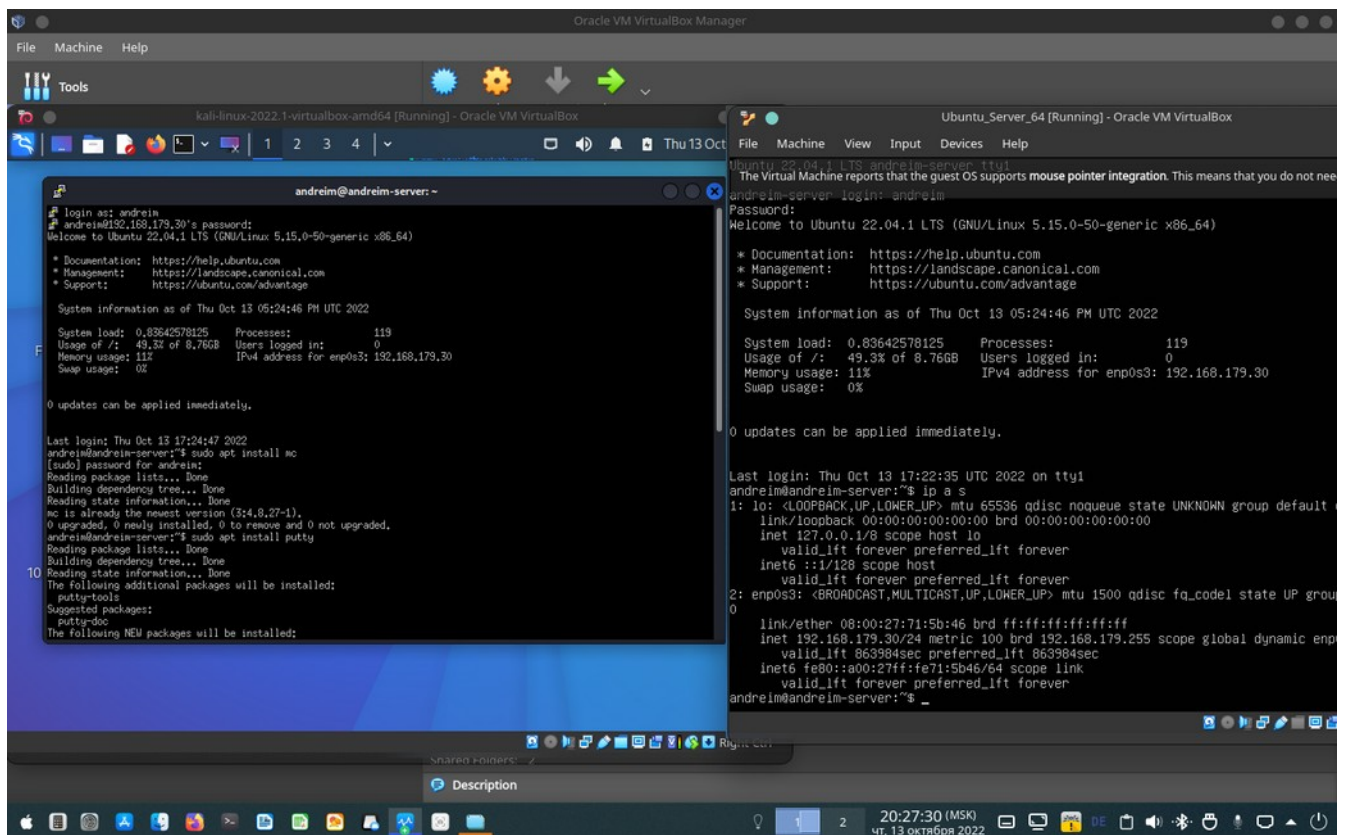 Oracle VM VirtualBox Manager
File Machine Help
Tools
kali-linux-2022.1-virtualbox-amd64 [Running] - Oracle VM VirtualBox
1 2 3 4
Thu 13 Oct
andreim@andreim-server: ~
login as: andreim
andreim@192.168.179.30's password:
Welcome to Ubuntu 22.04.1 LTS (GNU/Linux 5.15.0-50-generic x86_64)
* Documentation: https://help.ubuntu.com
* Management: https://landscape.canonical.com
* Support: https://ubuntu.com/advantage
System information as of Thu Oct 13 05:24:46 PM UTC 2022
System load: 0.83642578125 Processes: 119
Usage of /: 49.3% of 8.76GB Users logged in: 0
Memory usage: 11% IPv4 address for enp0s3: 192.168.179.30
Swap usage: 0%
0 updates can be applied immediately.
Last login: Thu Oct 13 17:24:47 2022
andreim@andreim-server:~$ sudo apt install mc
[sudo] password for andreim:
Reading package lists... Done
Building dependency tree... Done
Reading state information... Done
mc is already the newest version (3:4.8.27-1).
0 upgraded, 0 newly installed, 0 to remove and 0 not upgraded.
andreim@andreim-server:~$ sudo apt install putty
Reading package lists... Done
Building dependency tree... Done
Reading state information... Done
The following additional packages will be installed:
putty-tools
Suggested packages:
putty-doc
The following NEW packages will be installed:
F
10
Ubuntu_Server_64 [Running] - Oracle VM VirtualBox
File Machine View Input Devices Help
Ubuntu 22.04.1 LTS andreim-server tty1
The Virtual Machine reports that the guest OS supports mouse pointer integration. This means that you do not nee
andreim-server login: andreim
Password:
Welcome to Ubuntu 22.04.1 LTS (GNU/Linux 5.15.0-50-generic x86_64)
* Documentation: https://help.ubuntu.com
* Management: https://landscape.canonical.com
* Support: https://ubuntu.com/advantage
System information as of Thu Oct 13 05:24:46 PM UTC 2022
System load: 0.83642578125 Processes: 119
Usage of /: 49.3% of 8.76GB Users logged in: 0
Memory usage: 11% IPv4 address for enp0s3: 192.168.179.30
Swap usage: 0%
0 updates can be applied immediately.
Last login: Thu Oct 13 17:22:35 UTC 2022 on tty1
andreim@andreim-server:~$ ip a s
1: lo: <LOOPBACK,UP,LOWER_UP> mtu 65536 qdisc noqueue state UNKNOWN group default
link/loopback 00:00:00:00:00:00 brd 00:00:00:00:00:00
inet 127.0.0.1/8 scope host lo
valid_lft forever preferred_lft forever
inet6 ::1/128 scope host
valid_lft forever preferred_lft forever
2: enp0s3: <BROADCAST,MULTICAST,UP,LOWER_UP> mtu 1500 qdisc fq_codel state UP grou
0
link/ether 08:00:27:71:5b:46 brd ff:ff:ff:ff:ff:ff
inet 192.168.179.30/24 metric 100 brd 192.168.179.255 scope global dynamic enp
valid_lft 863984sec preferred_lft 863984sec
inet6 fe80::a00:27ff:fe71:5b46/64 scope link
valid_lft forever preferred_lft forever
andreim@andreim-server:~$ _
Right Ctrl
Shared Folders: 2
Description
1 2
20:27:30 (MSK)
чт, 13 октября 2022
DE